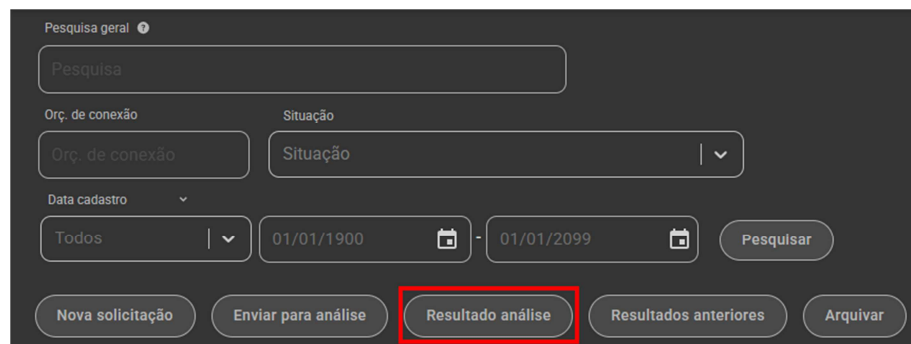 Pesquisa geral ?
Pesquisa
Orç. de conexão Situação
Orç. de conexão Situação
Data cadastro
Todos 01/01/1900 - 01/01/2099 Pesquisar
Nova solicitação Enviar para análise Resultado análise Resultados anteriores Arquivar